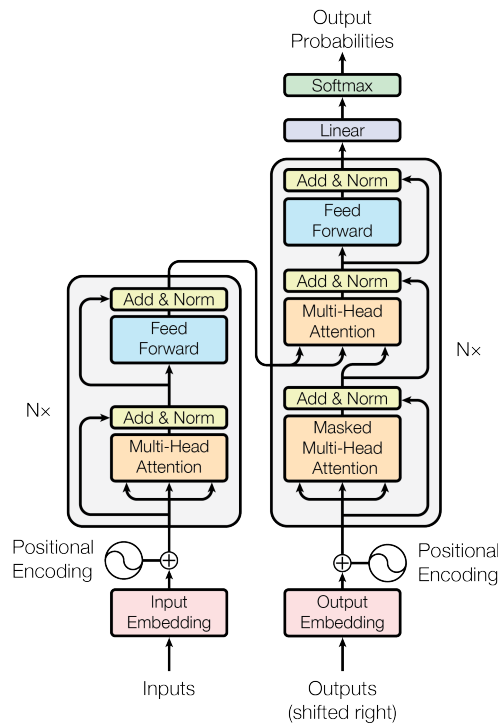 Output
Probabilities
Softmax
Linear
Add & Norm
Feed
Forward
Add & Norm
Multi-Head
Attention
Add & Norm
Masked
Multi-Head
Attention
N×
Add & Norm
Feed
Forward
Add & Norm
Multi-Head
Attention
N×
Positional
Encoding
Positional
Encoding
Input
Embedding
Output
Embedding
Inputs
Outputs
(shifted right)